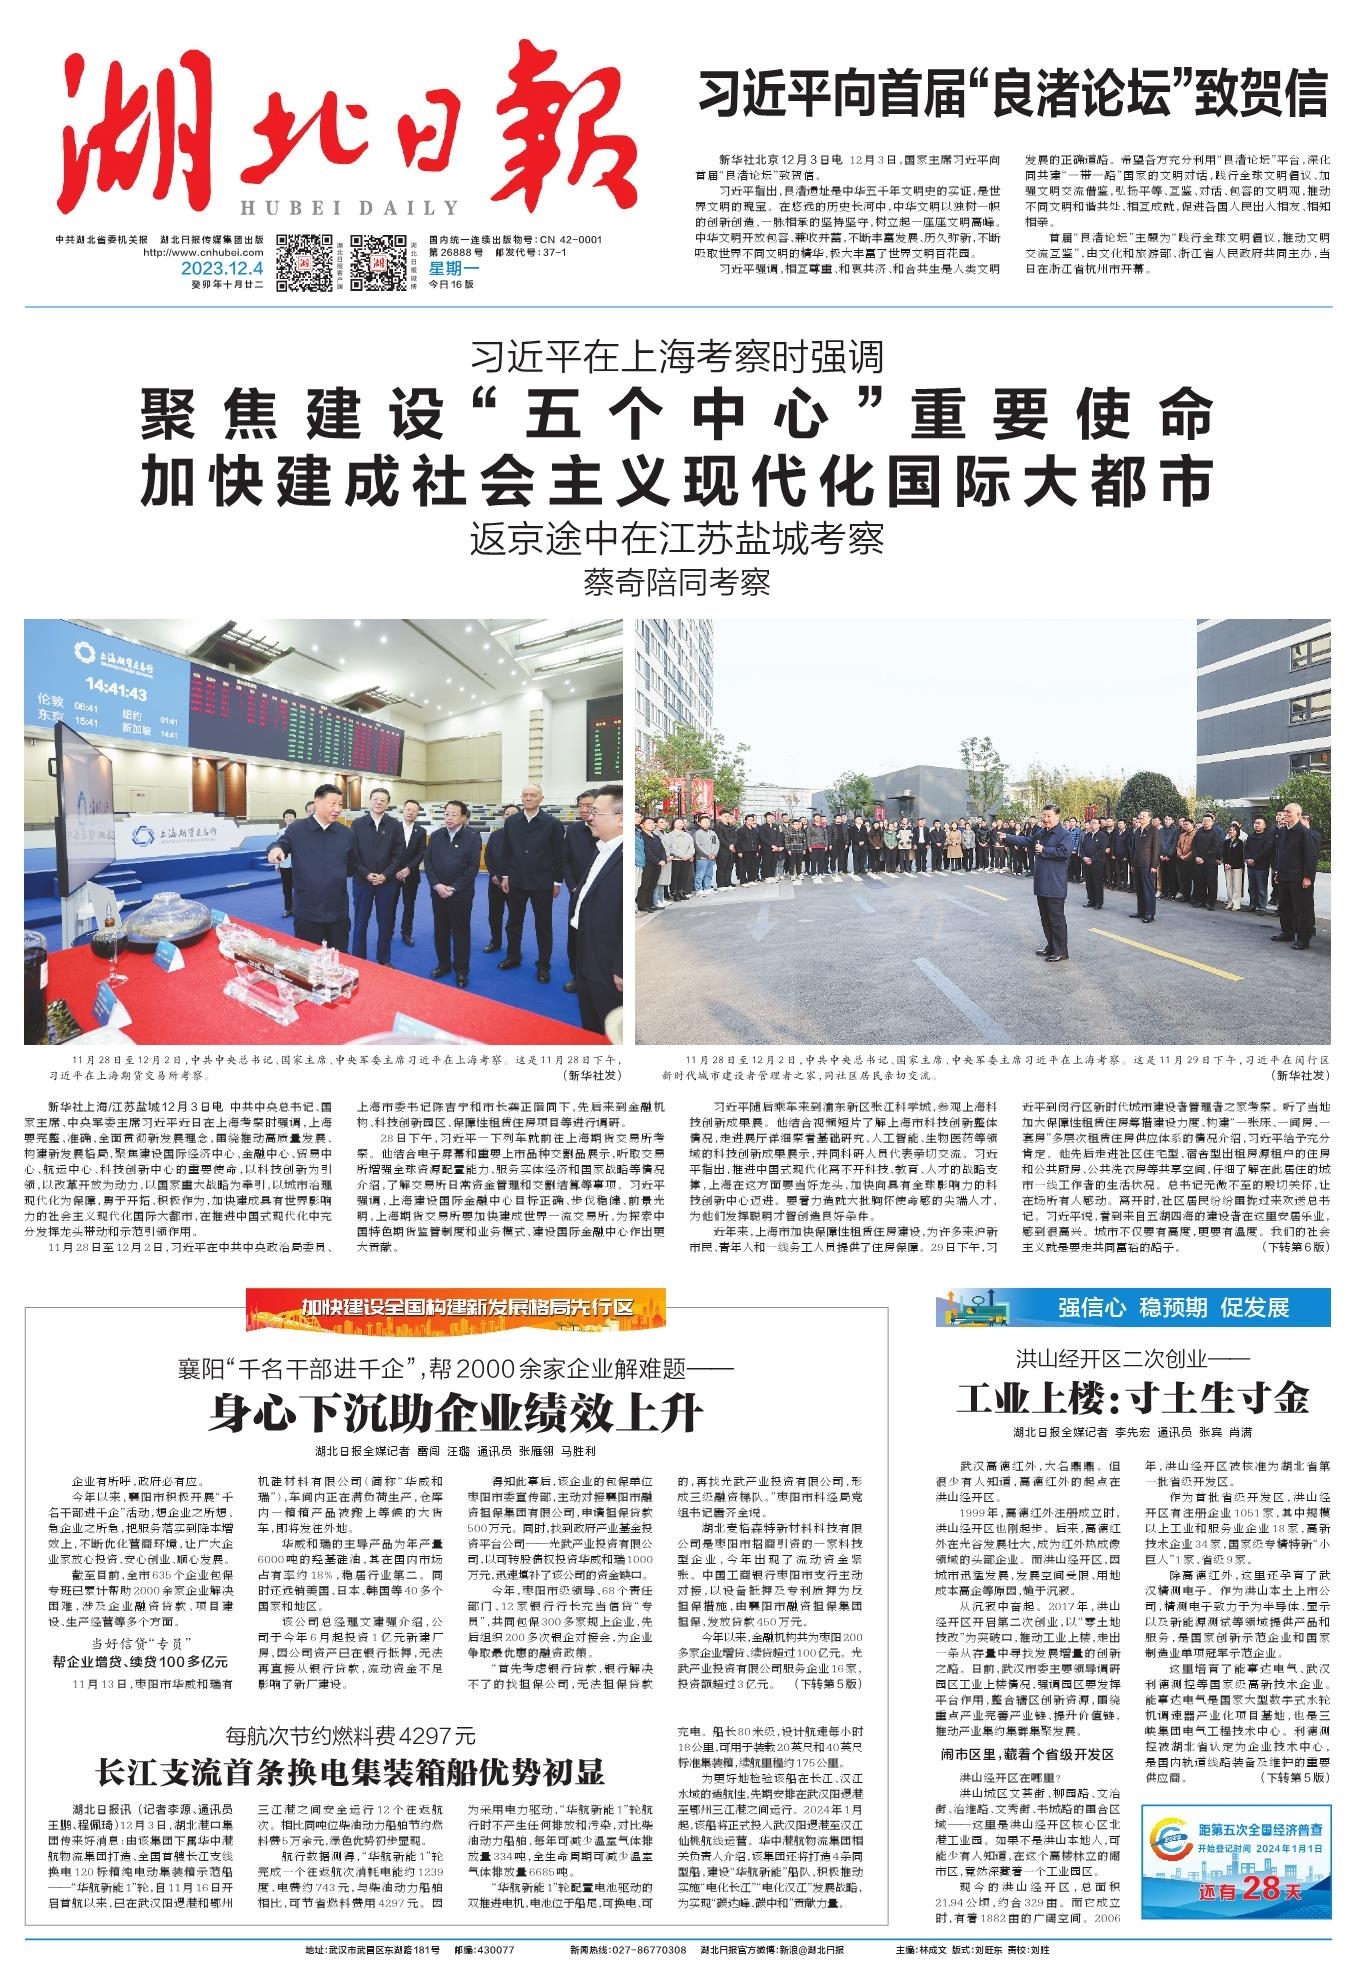 湖北日報
HUBEI DAILY
中共湖北省委机关报 湖北日报传媒集团出版
http://www.cnhubei.com
2023.12.4
癸卯年十月廿二
湖北日报客户端
湖北日报微博
国内统一连续出版物号：CN 42-0001
第26888号 邮发代号：37-1
星期一
今日16版
习近平向首届“良渚论坛”致贺信
新华社北京12月3日电 12月3日，国家主席习近平向
首届“良渚论坛”致贺信。
习近平指出，良渚遗址是中华五千年文明史的实证，是世
界文明的瑰宝。在悠远的历史长河中，中华文明以独树一帜
的创新创造、一脉相承的坚持坚守，树立起一座座文明高峰。
中华文明开放包容、兼收并蓄，不断丰富发展、历久弥新，不断
吸取世界不同文明的精华，极大丰富了世界文明百花园。
习近平强调，相互尊重、和衷共济、和合共生是人类文明
发展的正确道路。希望各方充分利用“良渚论坛”平台，深化
同共建“一带一路”国家的文明对话，践行全球文明倡议、加
强文明交流借鉴，弘扬平等、互鉴、对话、包容的文明观，推动
不同文明和谐共处、相互成就，促进各国人民出入相友、相知
相亲。
首届“良渚论坛”主题为“践行全球文明倡议，推动文明
交流互鉴”，由文化和旅游部、浙江省人民政府共同主办，当
日在浙江省杭州市开幕。
习近平在上海考察时强调
聚焦建设“五个中心”重要使命
加快建成社会主义现代化国际大都市
返京途中在江苏盐城考察
蔡奇陪同考察
上海期货交易所
14:41:43
伦敦 06:41 纽约 01:41
东京 15:41 新加坡 14:41
上海期货交易所
11月28日至12月2日，中共中央总书记、国家主席、中央军委主席习近平在上海考察。这是11月28日下午，
习近平在上海期货交易所考察。 （新华社发）
11月28日至12月2日，中共中央总书记、国家主席、中央军委主席习近平在上海考察。这是11月29日下午，习近平在闵行区
新时代城市建设者管理者之家，同社区居民亲切交流。 （新华社发）
新华社上海/江苏盐城12月3日电 中共中央总书记、国
家主席、中央军委主席习近平近日在上海考察时强调，上海
要完整、准确、全面贯彻新发展理念，围绕推动高质量发展、
构建新发展格局，聚焦建设国际经济中心、金融中心、贸易中
心、航运中心、科技创新中心的重要使命，以科技创新为引
领，以改革开放为动力，以国家重大战略为牵引，以城市治理
现代化为保障，勇于开拓、积极作为，加快建成具有世界影响
力的社会主义现代化国际大都市，在推进中国式现代化中充
分发挥龙头带动和示范引领作用。
11月28日至12月2日，习近平在中共中央政治局委员、
上海市委书记陈吉宁和市长龚正陪同下，先后来到金融机
构、科技创新园区、保障性租赁住房项目等进行调研。
28日下午，习近平一下列车就前往上海期货交易所考
察。他结合电子屏幕和重要上市品种交割品展示，听取交易
所增强全球资源配置能力、服务实体经济和国家战略等情况
介绍，了解交易所日常资金管理和交割结算等事项。习近平
强调，上海建设国际金融中心目标正确、步伐稳健、前景光
明，上海期货交易所要加快建成世界一流交易所，为探索中
国特色期货监管制度和业务模式、建设国际金融中心作出更
大贡献。
习近平随后乘车来到浦东新区张江科学城，参观上海科
技创新成果展。他结合视频短片了解上海市科技创新整体
情况，走进展厅详细察看基础研究、人工智能、生物医药等领
域的科技创新成果展示，并同科研人员代表亲切交流。习近
平指出，推进中国式现代化离不开科技、教育、人才的战略支
撑，上海在这方面要当好龙头，加快向具有全球影响力的科
技创新中心迈进。要着力造就大批胸怀使命感的尖端人才，
为他们发挥聪明才智创造良好条件。
近年来，上海市加快保障性租赁住房建设，为许多来沪新
市民、青年人和一线务工人员提供了住房保障。29日下午，习
近平到闵行区新时代城市建设者管理者之家考察。听了当地
加大保障性租赁住房筹措建设力度、构建“一张床、一间房、一
套房”多层次租赁住房供应体系的情况介绍，习近平给予充分
肯定。他先后走进社区住宅型、宿舍型出租房源租户的住房
和公共厨房、公共洗衣房等共享空间，仔细了解在此居住的城
市一线工作者的生活状况。总书记无微不至的殷切关怀，让
在场所有人感动。离开时，社区居民纷纷围拢过来欢送总书
记。习近平说，看到来自五湖四海的建设者在这里安居乐业，
感到很高兴。城市不仅要有高度，更要有温度。我们的社会
主义就是要走共同富裕的路子。 （下转第6版）
加快建设全国构建新发展格局先行区
襄阳“千名干部进千企”，帮2000余家企业解难题——
身心下沉助企业绩效上升
湖北日报全媒记者 雷闯 汪璐 通讯员 张雁翎 马胜利
企业有所呼，政府必有应。
今年以来，襄阳市积极开展“千
名干部进千企”活动，想企业之所想、
急企业之所急，把服务落实到降本增
效上，不断优化营商环境，让广大企
业家放心投资、安心创业、顺心发展。
截至目前，全市635个企业包保
专班已累计帮助2000余家企业解决
困难，涉及企业融资贷款、项目建
设、生产经营等多个方面。
当好信贷“专员”
帮企业增贷、续贷100多亿元
11月13日，枣阳市华威和瑞有
机硅材料有限公司（简称“华威和
瑞”），车间内正在满负荷生产，仓库
内一箱箱产品被搬上等候的大货
车，即将发往外地。
华威和瑞的主导产品为年产量
6000吨的羟基硅油，其在国内市场
占有率约18%，稳居行业第二。同
时还远销美国、日本、韩国等40多个
国家和地区。
该公司总经理文建强介绍，公
司于今年6月起投资1亿元新建厂
房，因公司资产已在银行抵押，无法
再直接从银行贷款，流动资金不足
影响了新厂建设。
得知此事后，该企业的包保单位
枣阳市委宣传部，主动对接襄阳市融
资担保集团有限公司，申请担保贷款
500万元。同时，找到政府产业基金投
资平台公司——光武产业投资有限公
司，以可转股债权投资华威和瑞1000
万元，迅速填补了该公司的资金缺口。
今年，枣阳市级领导、68个责任
部门、12家银行行长充当信贷“专
员”，共同包保300多家规上企业，先
后组织200多次银企对接会，为企业
争取最优惠的融资政策。
“首先考虑银行贷款，银行解决
不了的找担保公司，无法担保贷款
的，再找光武产业投资有限公司，形
成三级融资梯队。”枣阳市科经局党
组书记唐齐金说。
湖北麦格森特新材料科技有限
公司是枣阳市招商引资的一家科技
型企业，今年出现了流动资金紧
张。中国工商银行枣阳市支行主动
对接，以设备抵押及专利质押为反
担保措施，由襄阳市融资担保集团
担保，发放贷款450万元。
今年以来，金融机构共为枣阳200
多家企业增贷、续贷超过100亿元。光
武产业投资有限公司服务企业16家，
投资额超过3亿元。 （下转第5版）
每航次节约燃料费4297元
长江支流首条换电集装箱船优势初显
湖北日报讯（记者李源、通讯员
王鹏、程佩琦）12月3日，湖北港口集
团传来好消息：由该集团下属华中港
航物流集团打造、全国首艘长江支线
换电120标箱纯电动集装箱示范船
——“华航新能1”轮，自11月16日开
启首航以来，已在武汉阳逻港和鄂州
三江港之间安全运行12个往返航
次。相比同吨位柴油动力船舶节约燃
料费5万余元，绿色优势初步显现。
航行数据测得，“华航新能1”轮
完成一个往返航次消耗电能约1239
度、电费约743元，与柴油动力船舶
相比，可节省燃料费用4297元。因
为采用电力驱动，“华航新能1”轮航
行时不产生任何排放和污染，对比柴
油动力船舶，每年可减少温室气体排
放量334吨，全生命周期可减少温室
气体排放量6685吨。
“华航新能1”轮配置电池驱动的
双推进电机，电池位于船尾，可换电、可
充电。船长80米级，设计航速每小时
18公里，可用于装载20英尺和40英尺
标准集装箱，续航里程约175公里。
为更好地检验该船在长江、汉江
水域的适航性，先期安排在武汉阳逻港
至鄂州三江港之间运行。2024年1月
起，该船将正式投入武汉阳逻港至汉江
仙桃航线运营。华中港航物流集团相
关负责人介绍，该集团还将打造4条同
型船，建设“华航新能”船队，积极推动
实施“电化长江”“电化汉江”发展战略，
为实现“碳达峰、碳中和”贡献力量。
强信心 稳预期 促发展
洪山经开区二次创业——
工业上楼：寸土生寸金
湖北日报全媒记者 李先宏 通讯员 张宾 肖满
武汉高德红外，大名鼎鼎。但
很少有人知道，高德红外的起点在
洪山经开区。
1999年，高德红外注册成立时，
洪山经开区也刚起步。后来，高德红
外在光谷发展壮大，成为红外热成像
领域的头部企业。而洪山经开区，因
城市迅猛发展，发展空间受限、用地
成本高企等原因，陷于沉寂。
从沉寂中奋起。2017年，洪山
经开区开启第二次创业，以“零土地
技改”为突破口，推动工业上楼，走出
一条从存量中寻找发展增量的创新
之路。日前，武汉市委主要领导调研
园区工业上楼情况，强调园区要发挥
平台作用，整合辖区创新资源，围绕
重点产业完善产业链、提升价值链，
推动产业集约集群集聚发展。
闹市区里，藏着个省级开发区
洪山经开区在哪里？
洪山城区文荟街、柳园路、文治
街、治维路、文秀街、书城路的围合区
域——这里是洪山经开区核心区北
港工业园。如果不是洪山本地人，可
能少有人知道，在这个高楼林立的闹
市区，竟然深藏着一个工业园区。
现今的洪山经开区，总面积
21.94公顷，约合329亩。而它成立
时，有着1882亩的广阔空间。2006
年，洪山经开区被核准为湖北省第
一批省级开发区。
作为首批省级开发区，洪山经
开区有注册企业1051家，其中规模
以上工业和服务业企业18家，高新
技术企业34家，国家级专精特新“小
巨人”1家、省级9家。
除高德红外，这里还孕育了武
汉精测电子。作为洪山本土上市公
司，精测电子致力于为半导体、显示
以及新能源测试等领域提供产品和
服务，是国家创新示范企业和国家
制造业单项冠军示范企业。
这里培育了能事达电气、武汉
利德测控等国家级高新技术企业。
能事达电气是国家大型数字式水轮
机调速器产业化项目基地，也是三
峡集团电气工程技术中心。利德测
控被湖北省认定为企业技术中心，
是国内轨道线路装备及维护的重要
供应商。 （下转第5版）
距第五次全国经济普查
开始登记时间 2024年1月1日
还有28天
地址：武汉市武昌区东湖路181号 邮编：430077 新闻热线：027-86770308 湖北日报官方微博：新浪@湖北日报 主编：林成文 版式：刘旺东 责校：刘胜